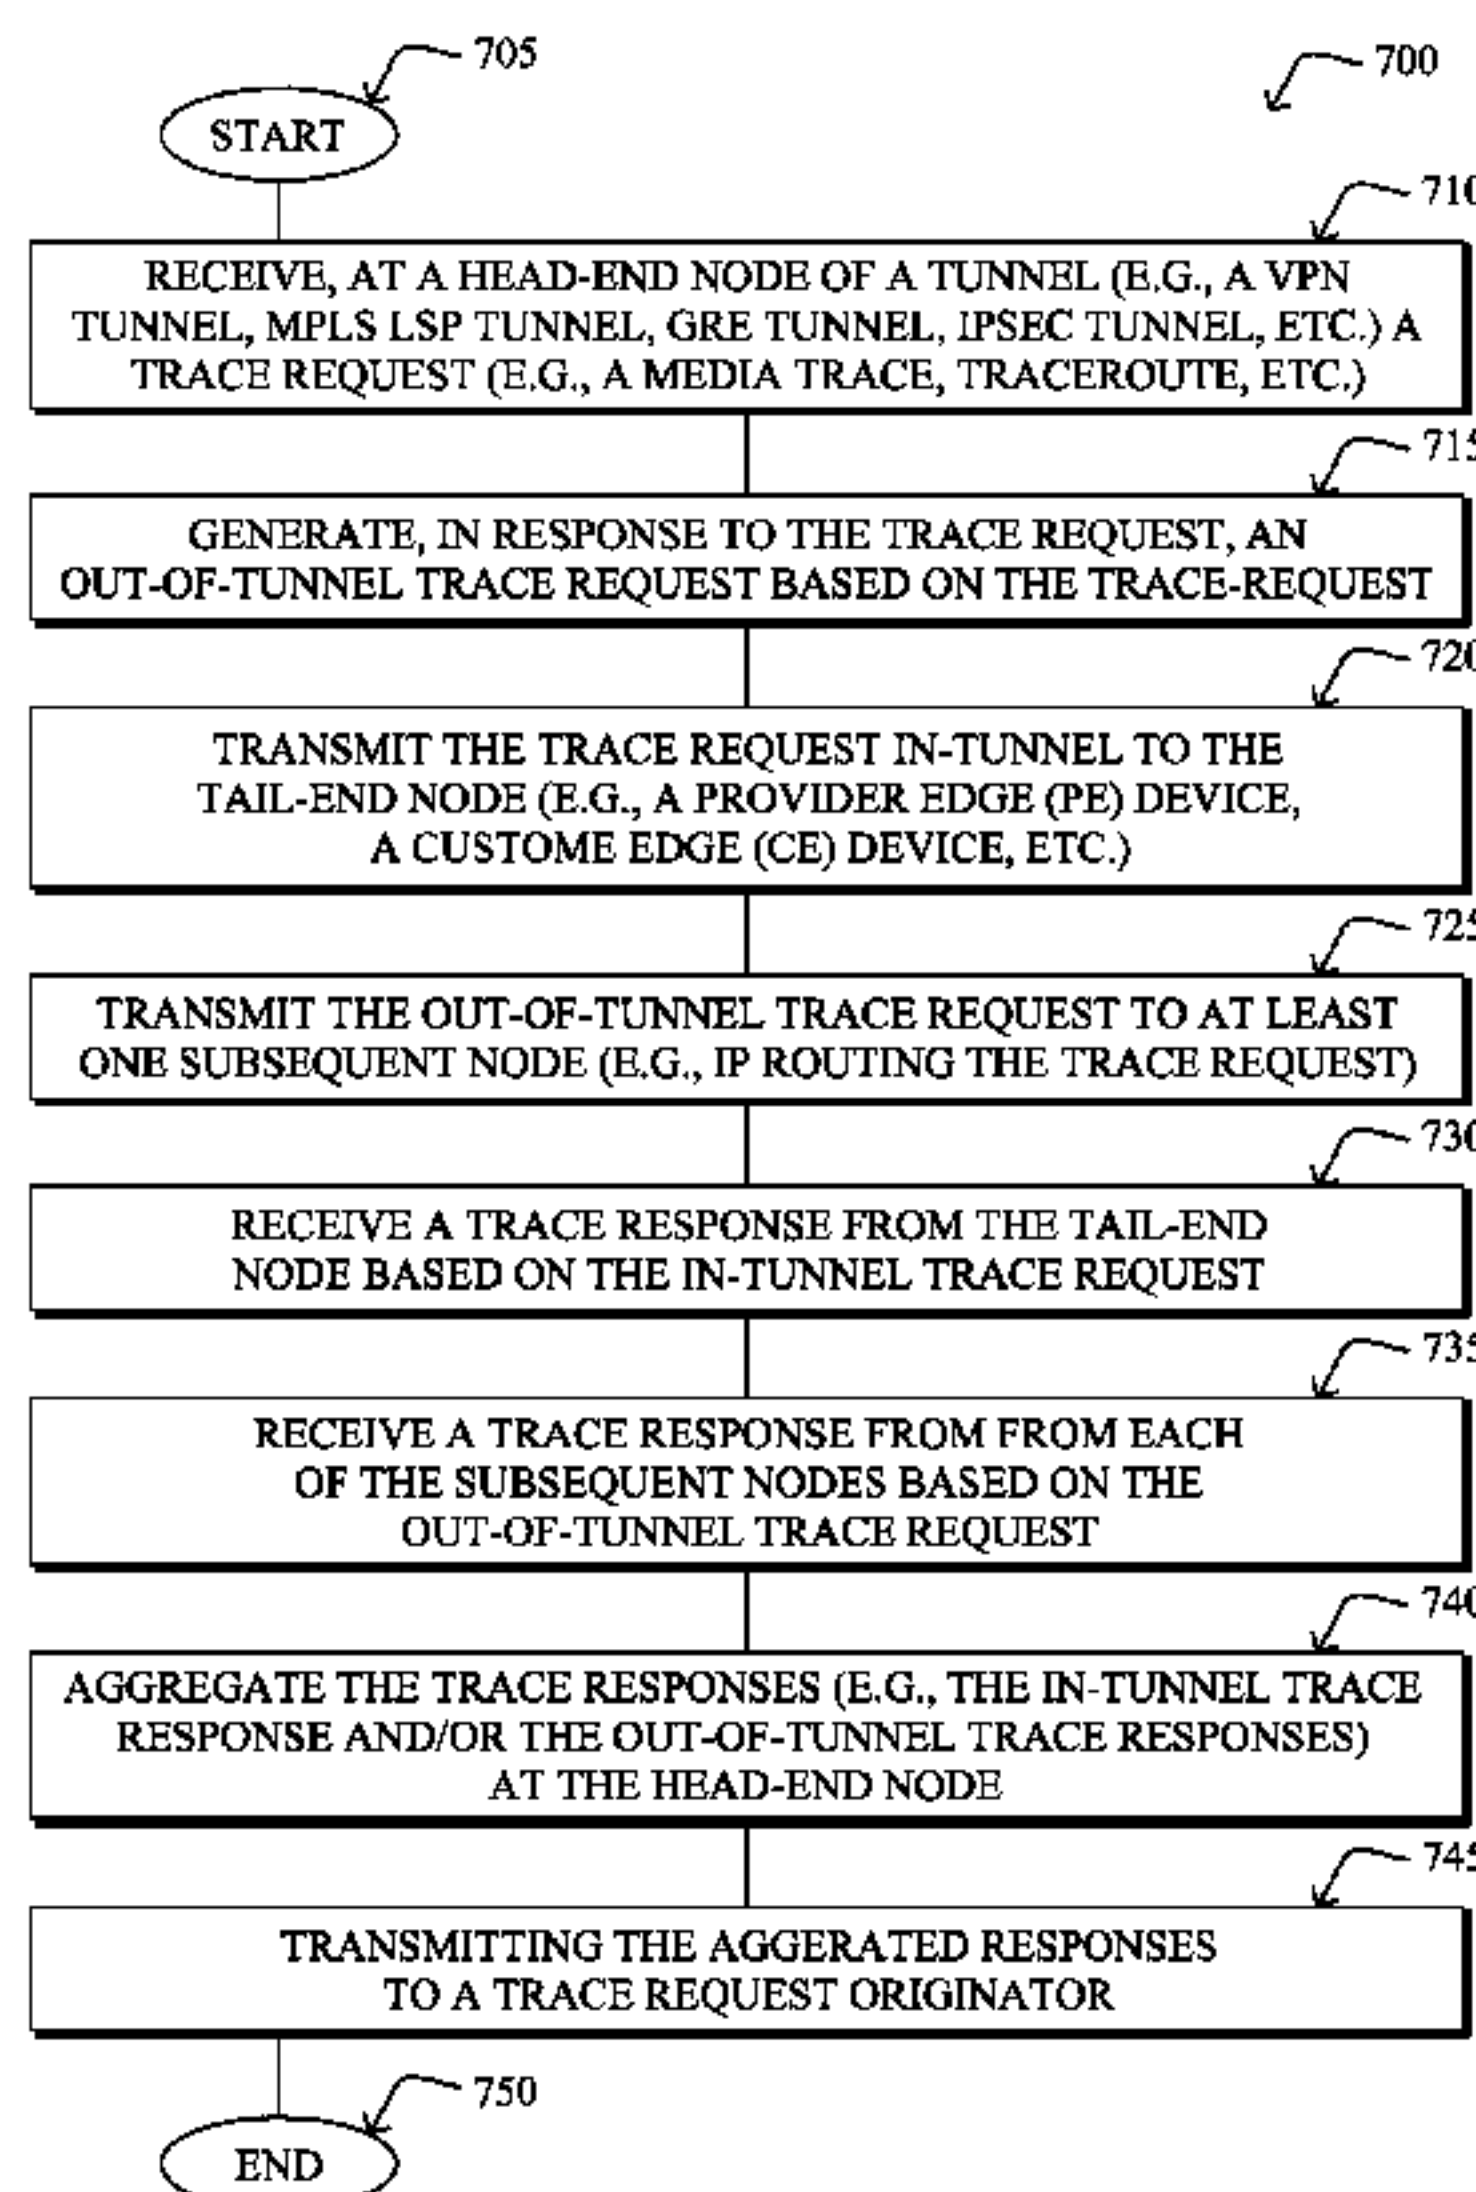 705
700
START
710
RECEIVE, AT A HEAD-END NODE OF A TUNNEL (E.G., A VPN
TUNNEL, MPLS LSP TUNNEL, GRE TUNNEL, IPSEC TUNNEL, ETC.) A
TRACE REQUEST (E.G., A MEDIA TRACE, TRACEROUTE, ETC.)
715
GENERATE, IN RESPONSE TO THE TRACE REQUEST, AN
OUT-OF-TUNNEL TRACE REQUEST BASED ON THE TRACE-REQUEST
720
TRANSMIT THE TRACE REQUEST IN-TUNNEL TO THE
TAIL-END NODE (E.G., A PROVIDER EDGE (PE) DEVICE,
A CUSTOME EDGE (CE) DEVICE, ETC.)
725
TRANSMIT THE OUT-OF-TUNNEL TRACE REQUEST TO AT LEAST
ONE SUBSEQUENT NODE (E.G., IP ROUTING THE TRACE REQUEST)
730
RECEIVE A TRACE RESPONSE FROM THE TAIL-END
NODE BASED ON THE IN-TUNNEL TRACE REQUEST
735
RECEIVE A TRACE RESPONSE FROM FROM EACH
OF THE SUBSEQUENT NODES BASED ON THE
OUT-OF-TUNNEL TRACE REQUEST
740
AGGREGATE THE TRACE RESPONSES (E.G., THE IN-TUNNEL TRACE
RESPONSE AND/OR THE OUT-OF-TUNNEL TRACE RESPONSES)
AT THE HEAD-END NODE
745
TRANSMITTING THE AGGERATED RESPONSES
TO A TRACE REQUEST ORIGINATOR
750
END